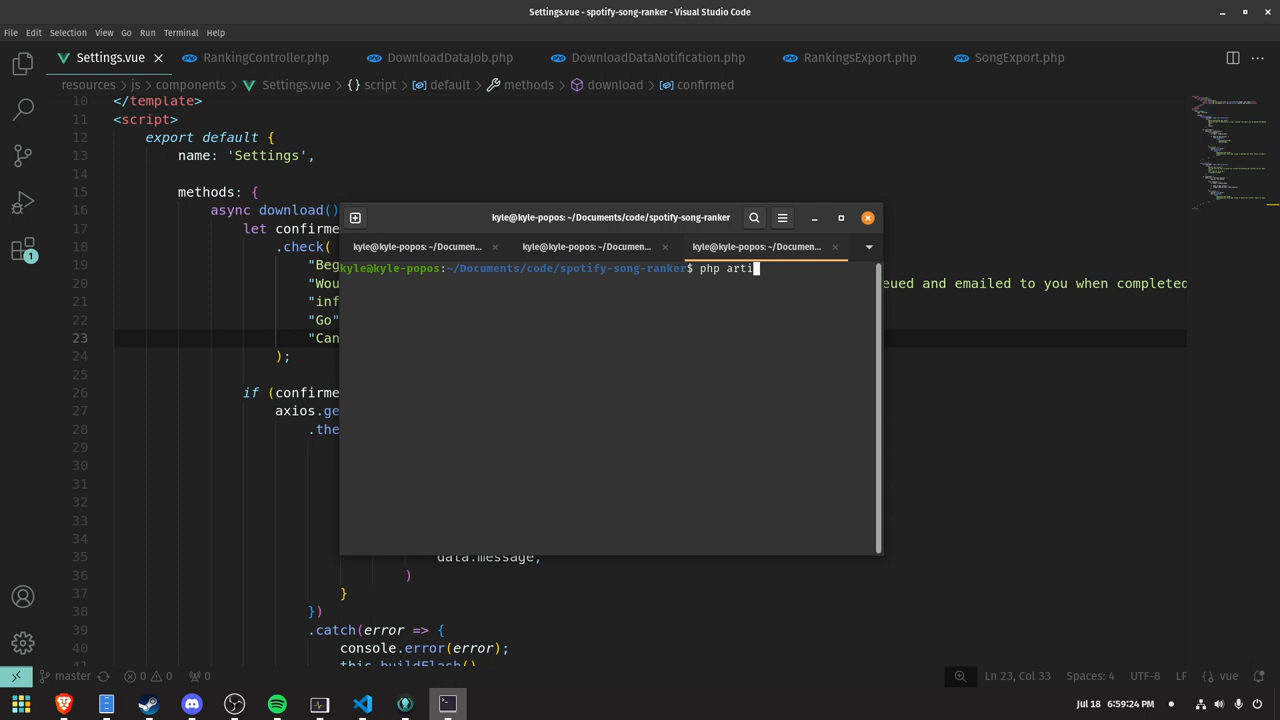 Settings.vue - spotify-song-ranker - Visual Studio Code
File Edit Selection View Go Run Terminal Help
Settings.vue RankingController.php DownloadDataJob.php DownloadDataNotification.php RankingsExport.php SongExport.php
resources js components Settings.vue {} script default methods download confirmed
10 </template>
11 <script>
12 export default {
13 name: 'Settings',
14
15 methods: {
16 async download()
17 let confirme
18 .check(
19 "Beg
20 "Wou ued and emailed to you when completed
21 "inf
22 "Go"
23 "Can
24 );
26 if (confirme
27 axios.ge
28 .the
29
30
31
32
33
35 data.message,
36 )
37 }
38 })
39 .catch(error => {
40 console.error(error);
41 this.buildFlash()
kyle@kyle-popos: ~/Documents/code/spotify-song-ranker
kyle@kyle-popos: ~/Documen... kyle@kyle-popos: ~/Documen... kyle@kyle-popos: ~/Documen...
kyle@kyle-popos:~/Documents/code/spotify-song-ranker$ php arti
1
master 0 0 0 Ln 23, Col 33 Spaces: 4 UTF-8 LF vue
Jul 18 6:59:24 PM